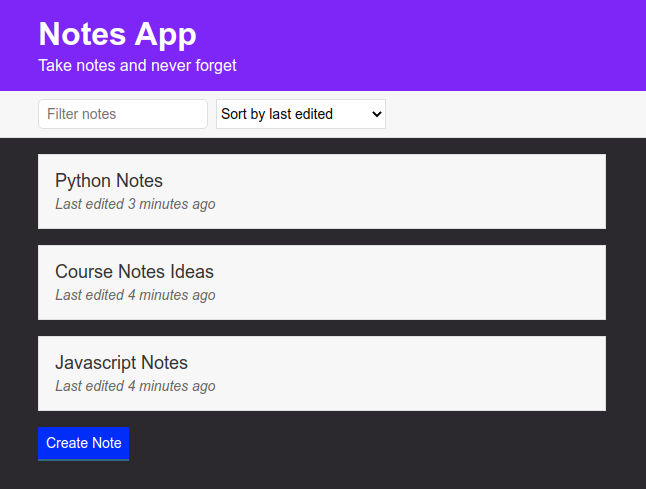 Notes App
Take notes and never forget
Filter notes
Sort by last edited
Python Notes
Last edited 3 minutes ago
Course Notes Ideas
Last edited 4 minutes ago
Javascript Notes
Last edited 4 minutes ago
Create Note